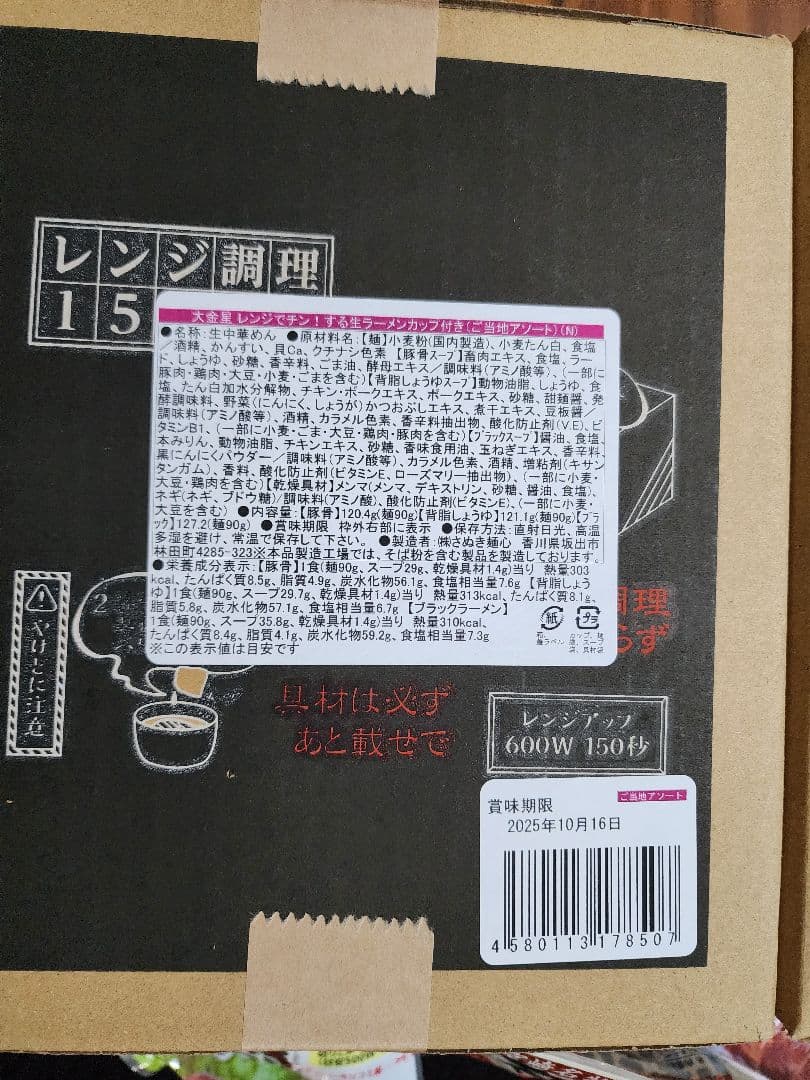 レンジ調理
15
大金星 レンジでチン!する生ラーメンカップ付き(ご当地アソート)(N)
●名称:生中華めん ●原材料名:【麺】小麦粉(国内製造)、小麦たん白、食塩
/酒精、かんすい、貝Ca、クチナシ色素 【豚骨スープ】畜肉エキス、食塩、ラー
ド、しょうゆ、砂糖、香辛料、ごま油、酵母エキス/調味料(アミノ酸等)、(一部に
豚肉・鶏肉・大豆・小麦・ごまを含む)【背脂しょうゆスープ】動物油脂、しょうゆ、食
塩、たん白加水分解物、チキン・ポークエキス、ポークエキス、砂糖、甜麺醤、発
酵調味料、野菜(にんにく、しょうが)かつおぶしエキス、煮干エキス、豆板醤/
調味料(アミノ酸等)、酒精、カラメル色素、香辛料抽出物、酸化防止剤(V.E)、ビ
タミンB1、(一部に小麦・ごま・大豆・鶏肉・豚肉を含む)【ブラックスープ】醤油、食塩、
本みりん、動物油脂、チキンエキス、砂糖、香味食用油、玉ねぎエキス、香辛料、
黒にんにくパウダー/調味料(アミノ酸等)、カラメル色素、酒精、増粘剤(キサン
タンガム)、香料、酸化防止剤(ビタミンE、ローズマリー抽出物)、(一部に小麦・
大豆・鶏肉を含む)【乾燥具材】メンマ(メンマ、デキストリン、砂糖、醤油、食塩)、
ネギ(ネギ、ブドウ糖)/調味料(アミノ酸)、酸化防止剤(ビタミンE)、(一部に小麦・
大豆を含む) ●内容量:【豚骨】120.4g(麺90g)【背脂しょうゆ】121.1g(麺90g)【ブラ
ック】127.2(麺90g) ●賞味期限 枠外右部に表示 ●保存方法:直射日光、高温
多湿を避け、常温で保存して下さい。 ●製造者:㈱さぬき麺心 香川県坂出市
林田町4285-323※本品製造工場では、そば粉を含む製品を製造しております。
●栄養成分表示:【豚骨】1食(麺90g、スープ29g、乾燥具材1.4g)当り 熱量303
kcal、たんぱく質8.5g、脂質4.9g、炭水化物56.1g、食塩相当量7.6g 【背脂しょう
ゆ】1食(麺90g、スープ29.7g、乾燥具材1.4g)当り 熱量313kcal、たんぱく質8.1g、
脂質5.8g、炭水化物57.1g、食塩相当量6.7g 【ブラックラーメン】
1食(麺90g、スープ35.8g、乾燥具材1.4g)当り 熱量310kcal、
たんぱく質8.4g、脂質4.1g、炭水化物59.2g、食塩相当量7.3g
※この表示値は目安です
紙
プラ
2
やけどに注意
調理
らず
具材は必ず
あと載せで
レンジアップ
600W 150秒
ご当地アソート
賞味期限
2025年10月16日
4 580113 178507